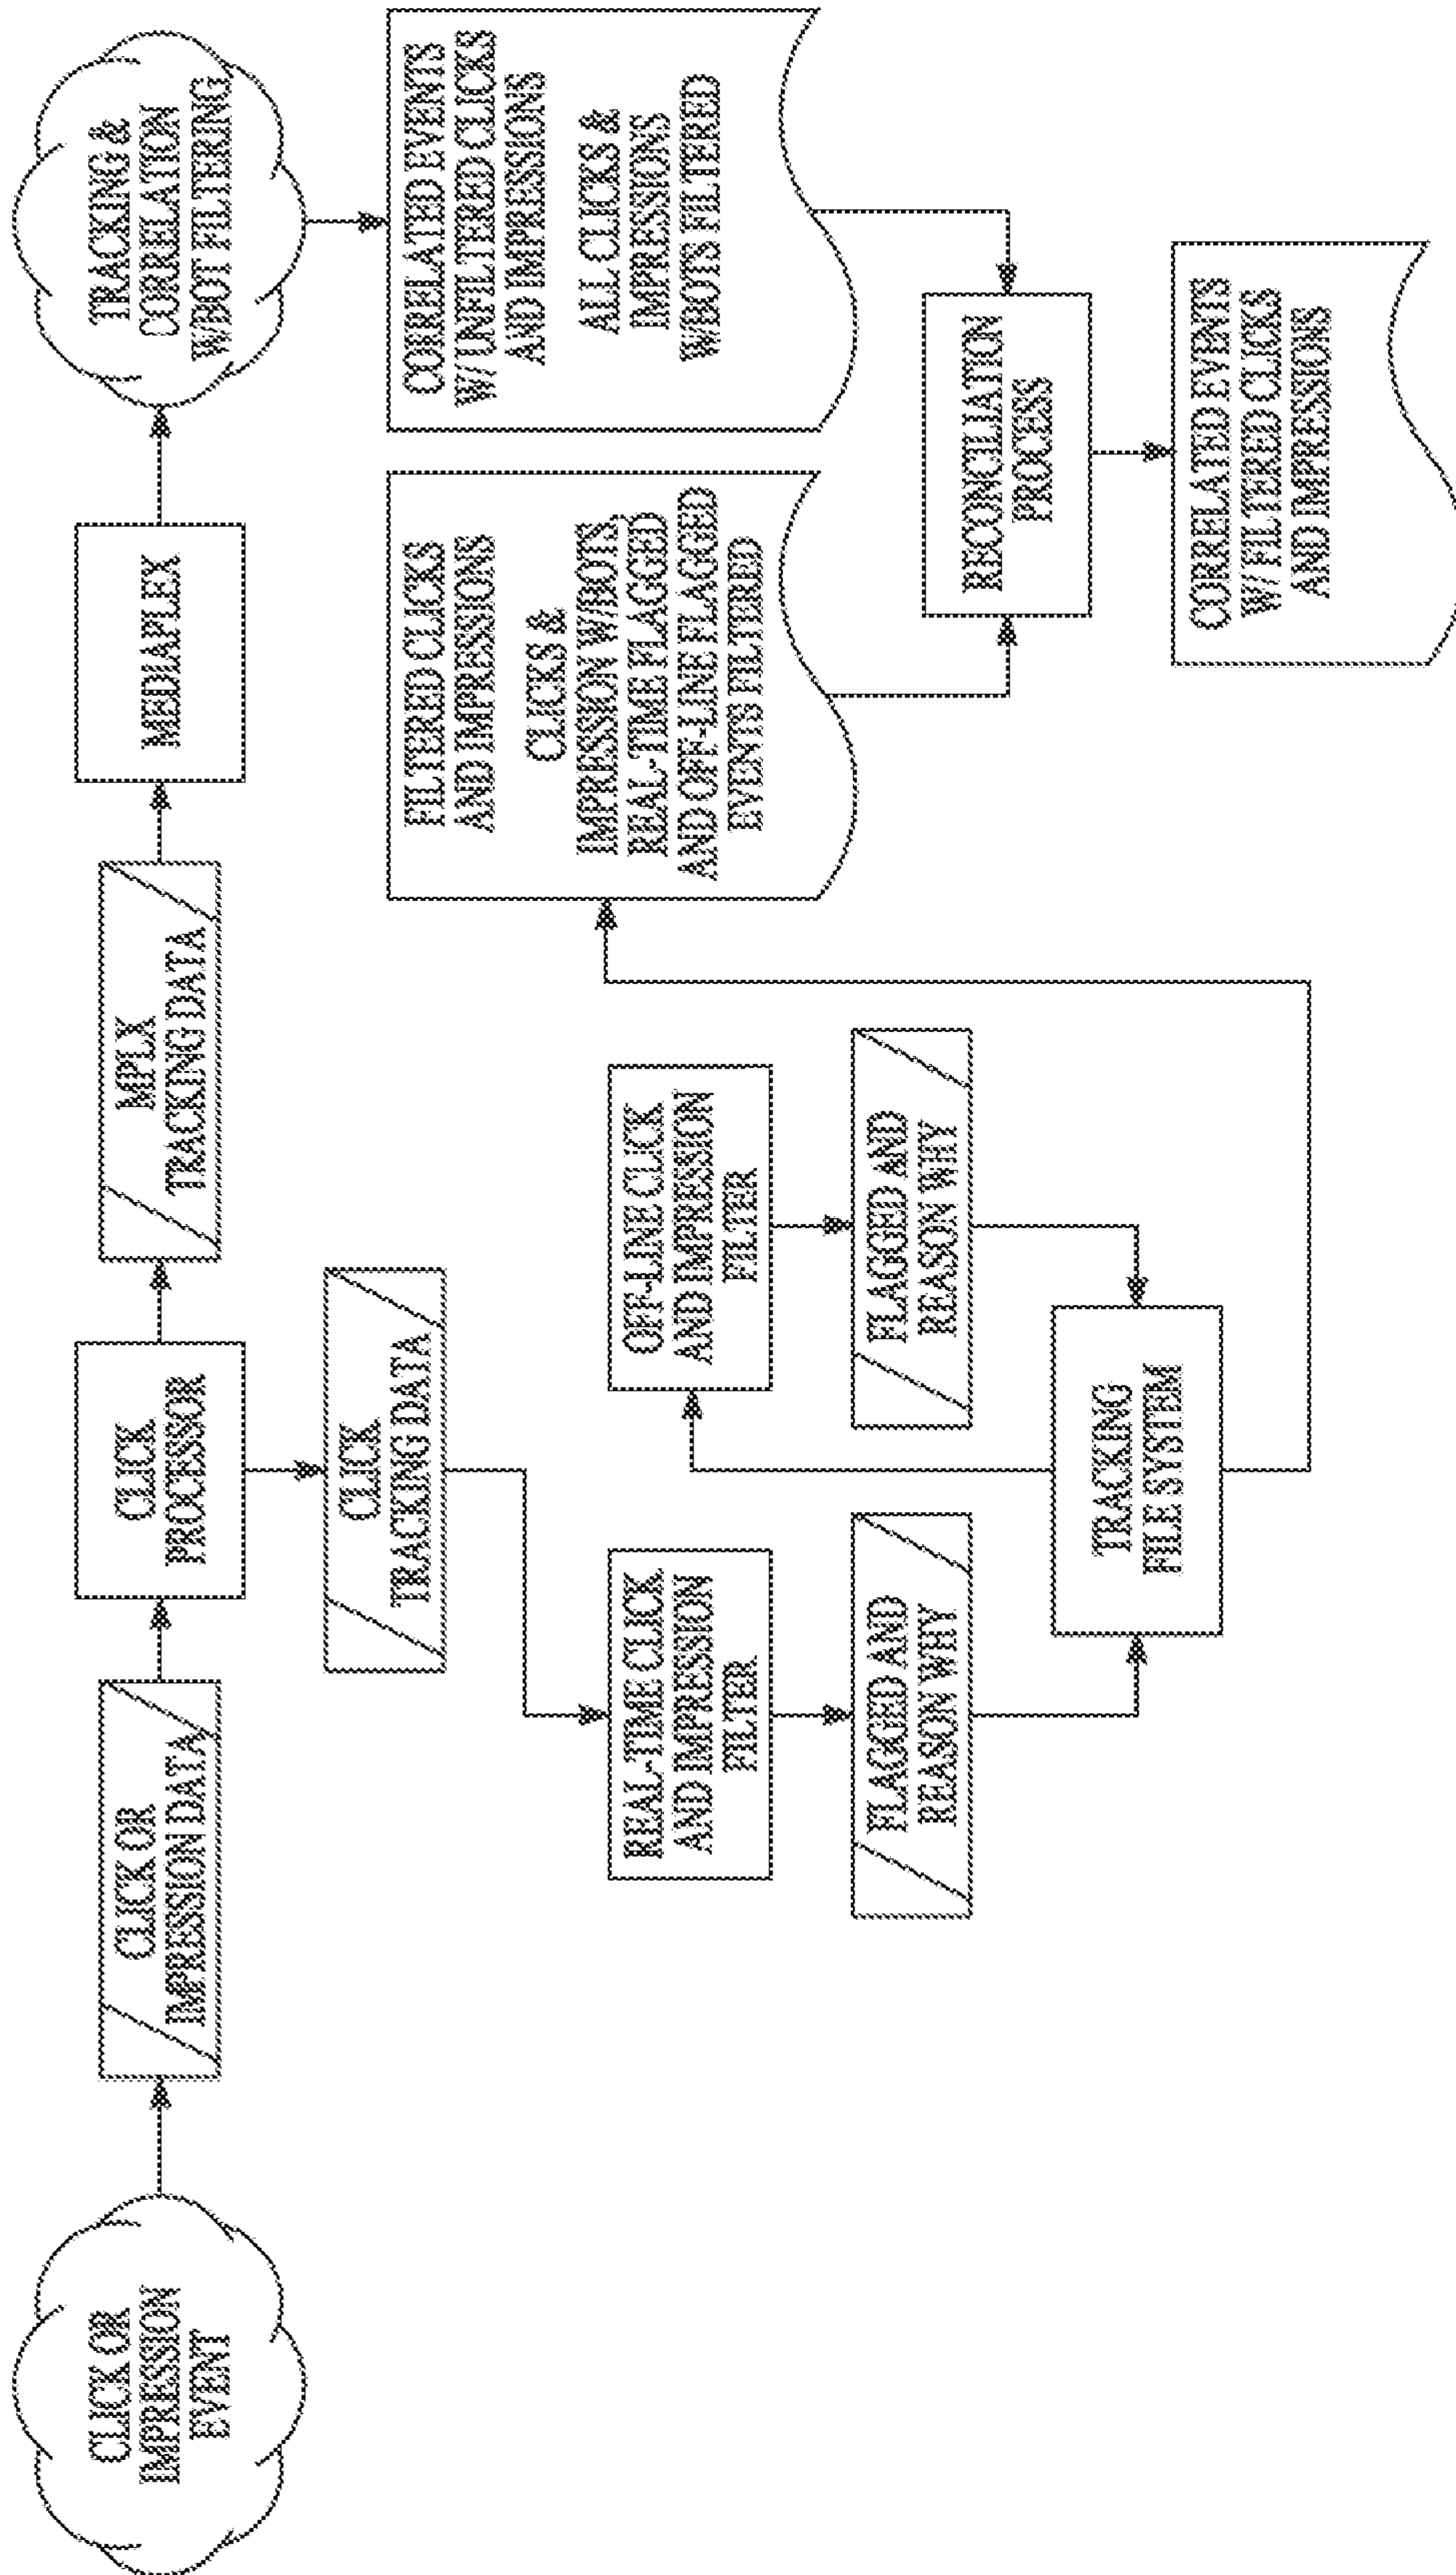 CLICK OR
IMPRESSION
EVENT
CLICK OR
IMPRESSION DATA
CLICK
PROCESSOR
MPLX
TRACKING DATA
MEDIAPLEX
TRACKING &
CORRELATION
W/BOT FILTERING
CLICK
TRACKING DATA
FILTERED CLICKS
AND IMPRESSIONS
CLICKS &
IMPRESSION W/BOTS,
REAL-TIME FLAGGED
AND OFF-LINE FLAGGED
EVENTS FILTERED
CORRELATED EVENTS
W/ UNFILTERED CLICKS
AND IMPRESSIONS
ALL CLICKS &
IMPRESSIONS
WBOTS FILTERED
REAL-TIME CLICK
AND IMPRESSION
FILTER
OFF-LINE CLICK
AND IMPRESSION
FILTER
FLAGGED AND
REASON WHY
FLAGGED AND
REASON WHY
RECONCILIATION
PROCESS
TRACKING
FILE SYSTEM
CORRELATED EVENTS
W/ FILTERED CLICKS
AND IMPRESSIONS